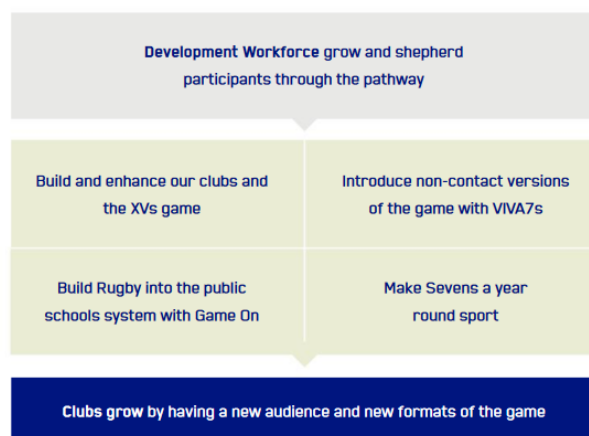 Development Workforce grow and shepherd
participants through the pathway
Build and enhance our clubs and
the XVs game
Introduce non-contact versions
of the game with VIVA7s
Build Rugby into the public
schools system with Game On
Make Sevens a year
round sport
Clubs grow by having a new audience and new formats of the game